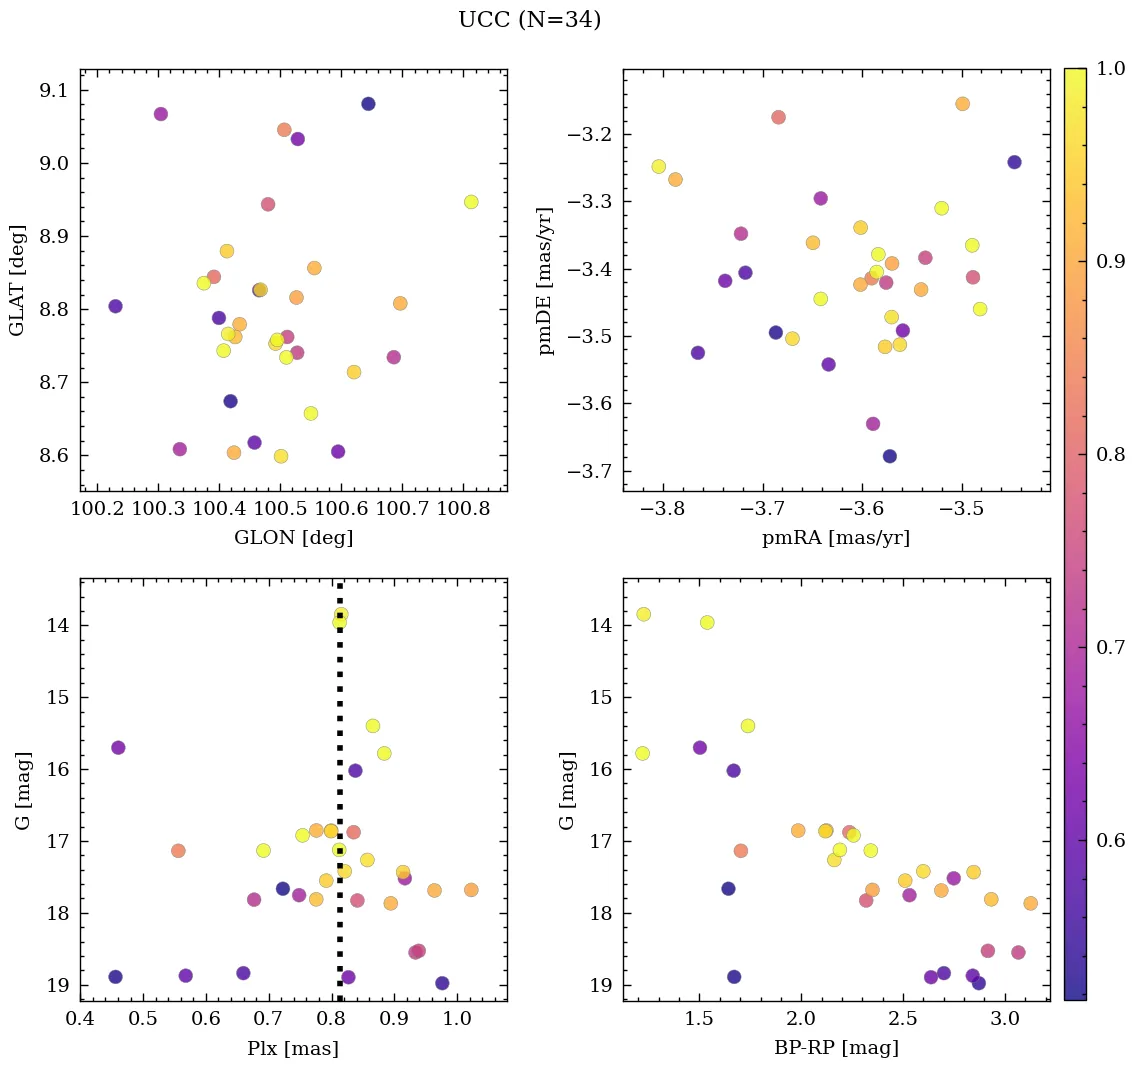 UCC (N=34)
9.1
9.0
8.9
8.8
8.7
8.6
GLAT [deg]
100.2 100.3 100.4 100.5 100.6 100.7 100.8
GLON [deg]
−3.2
−3.3
−3.4
−3.5
−3.6
−3.7
pmDE [mas/yr]
−3.8 −3.7 −3.6 −3.5
pmRA [mas/yr]
1.0
0.9
0.8
0.7
0.6
14
15
16
17
18
19
G [mag]
0.4 0.5 0.6 0.7 0.8 0.9 1.0
Plx [mas]
14
15
16
17
18
19
G [mag]
1.5 2.0 2.5 3.0
BP-RP [mag]